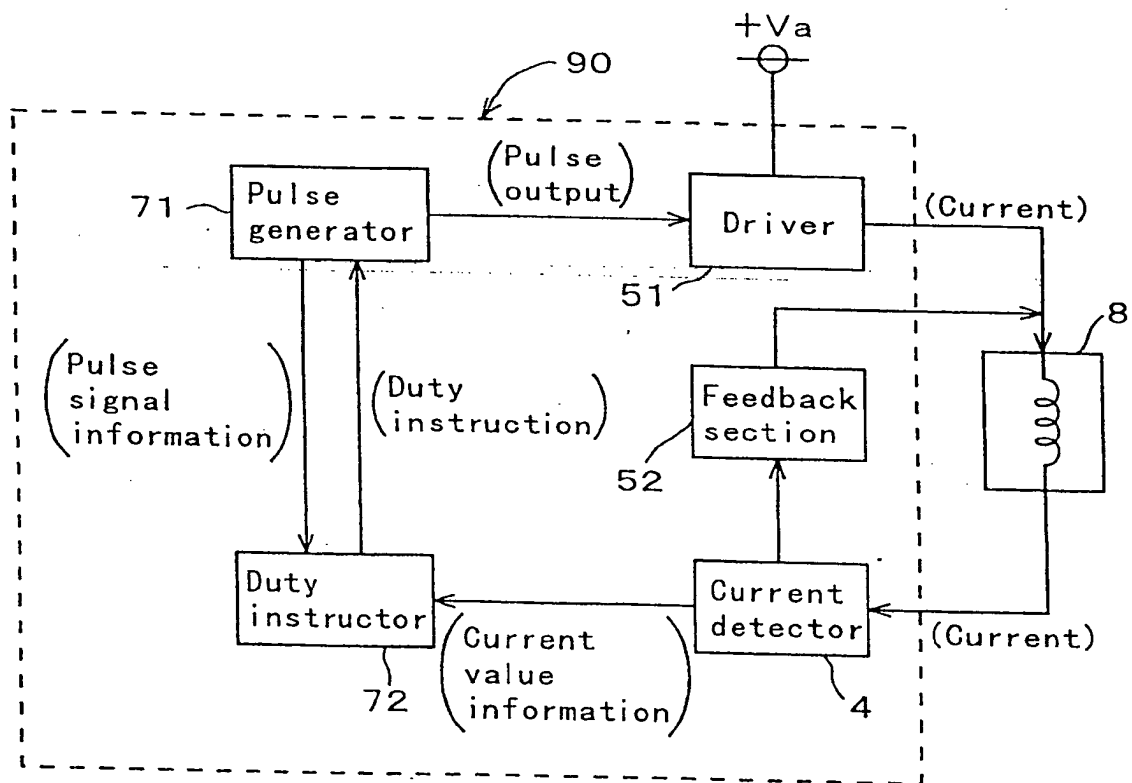 +Va
90
(Pulse
output)
71
Pulse
generator
Driver
(Current)
51
8
(Pulse
signal
information)
(Duty
instruction)
Feedback
section
52
Duty
instructor
Current
detector
(Current)
72
(Current
value
information)
4